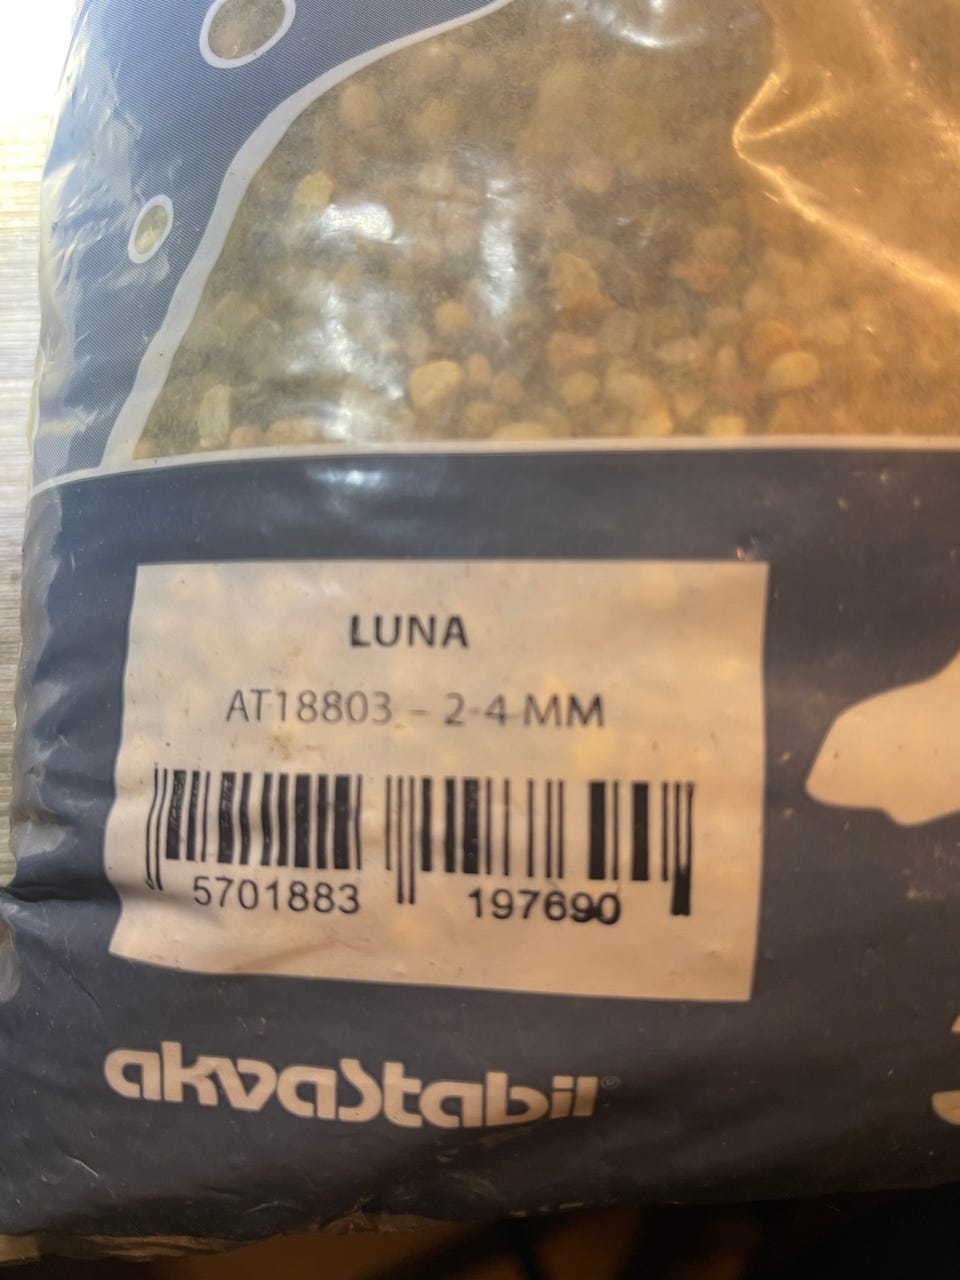 LUNA
AT18803 - 2-4 MM
5701883 197690
akvastabil®